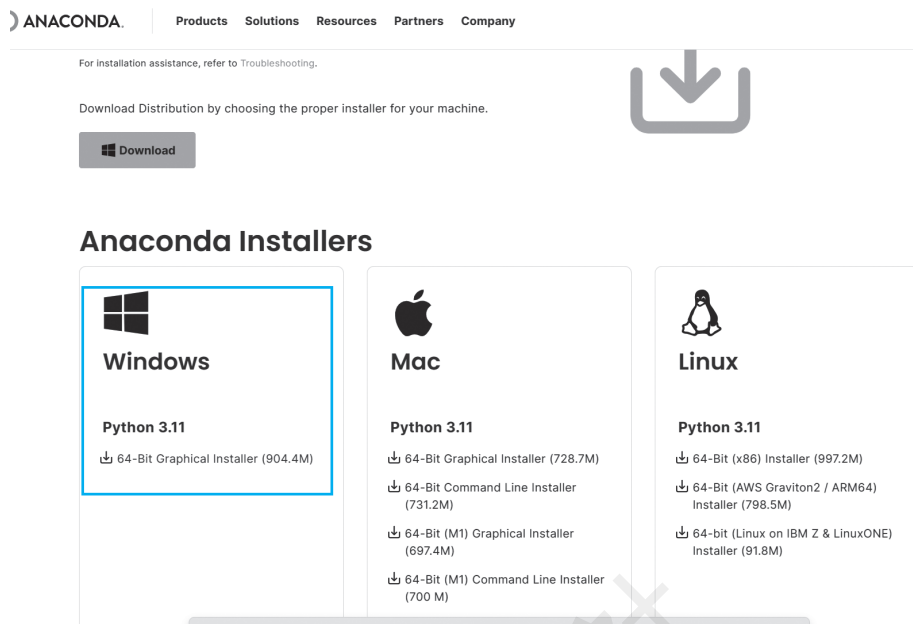 ANACONDA.
Products Solutions Resources Partners Company
For installation assistance, refer to Troubleshooting.
Download Distribution by choosing the proper installer for your machine.
Download
Anaconda Installers
Windows
Python 3.11
64-Bit Graphical Installer (904.4M)
Mac
Python 3.11
64-Bit Graphical Installer (728.7M)
64-Bit Command Line Installer
(731.2M)
64-Bit (M1) Graphical Installer
(697.4M)
64-Bit (M1) Command Line Installer
(700 M)
Linux
Python 3.11
64-Bit (x86) Installer (997.2M)
64-Bit (AWS Graviton2 / ARM64)
Installer (798.5M)
64-bit (Linux on IBM Z & LinuxONE)
Installer (91.8M)